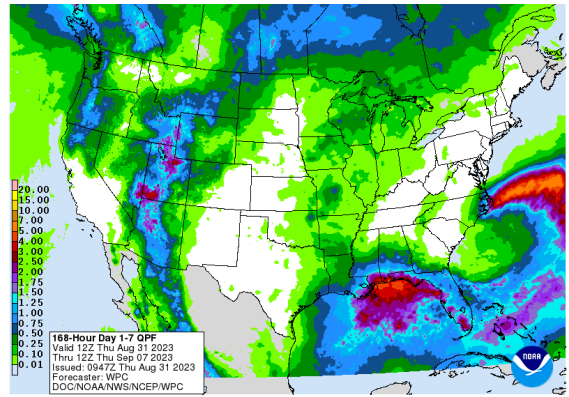 20.00
15.00
10.00
7.00
5.00
4.00
3.00
2.50
2.00
1.75
1.50
1.25
1.00
0.75
0.50
0.25
0.10
0.01
168-Hour Day 1-7 QPF
Valid 12Z Thu Aug 31 2023
Thru 12Z Thu Sep 07 2023
Issued: 0947Z Thu Aug 31 2023
Forecaster: WPC
DOC/NOAA/NWS/NCEP/WPC
NOAA